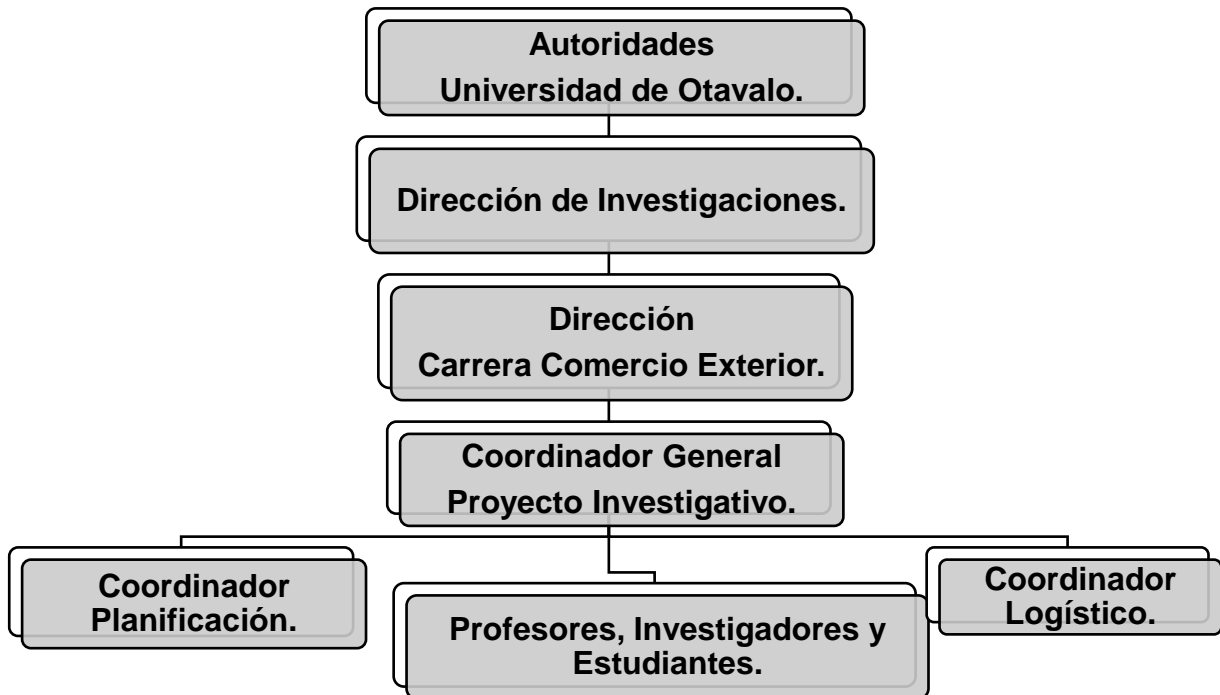 Autoridades
Universidad de Otavalo.
Dirección de Investigaciones.
Dirección
Carrera Comercio Exterior.
Coordinador General
Proyecto Investigativo.
Coordinador
Planificación.
Profesores, Investigadores y
Estudiantes.
Coordinador
Logístico.